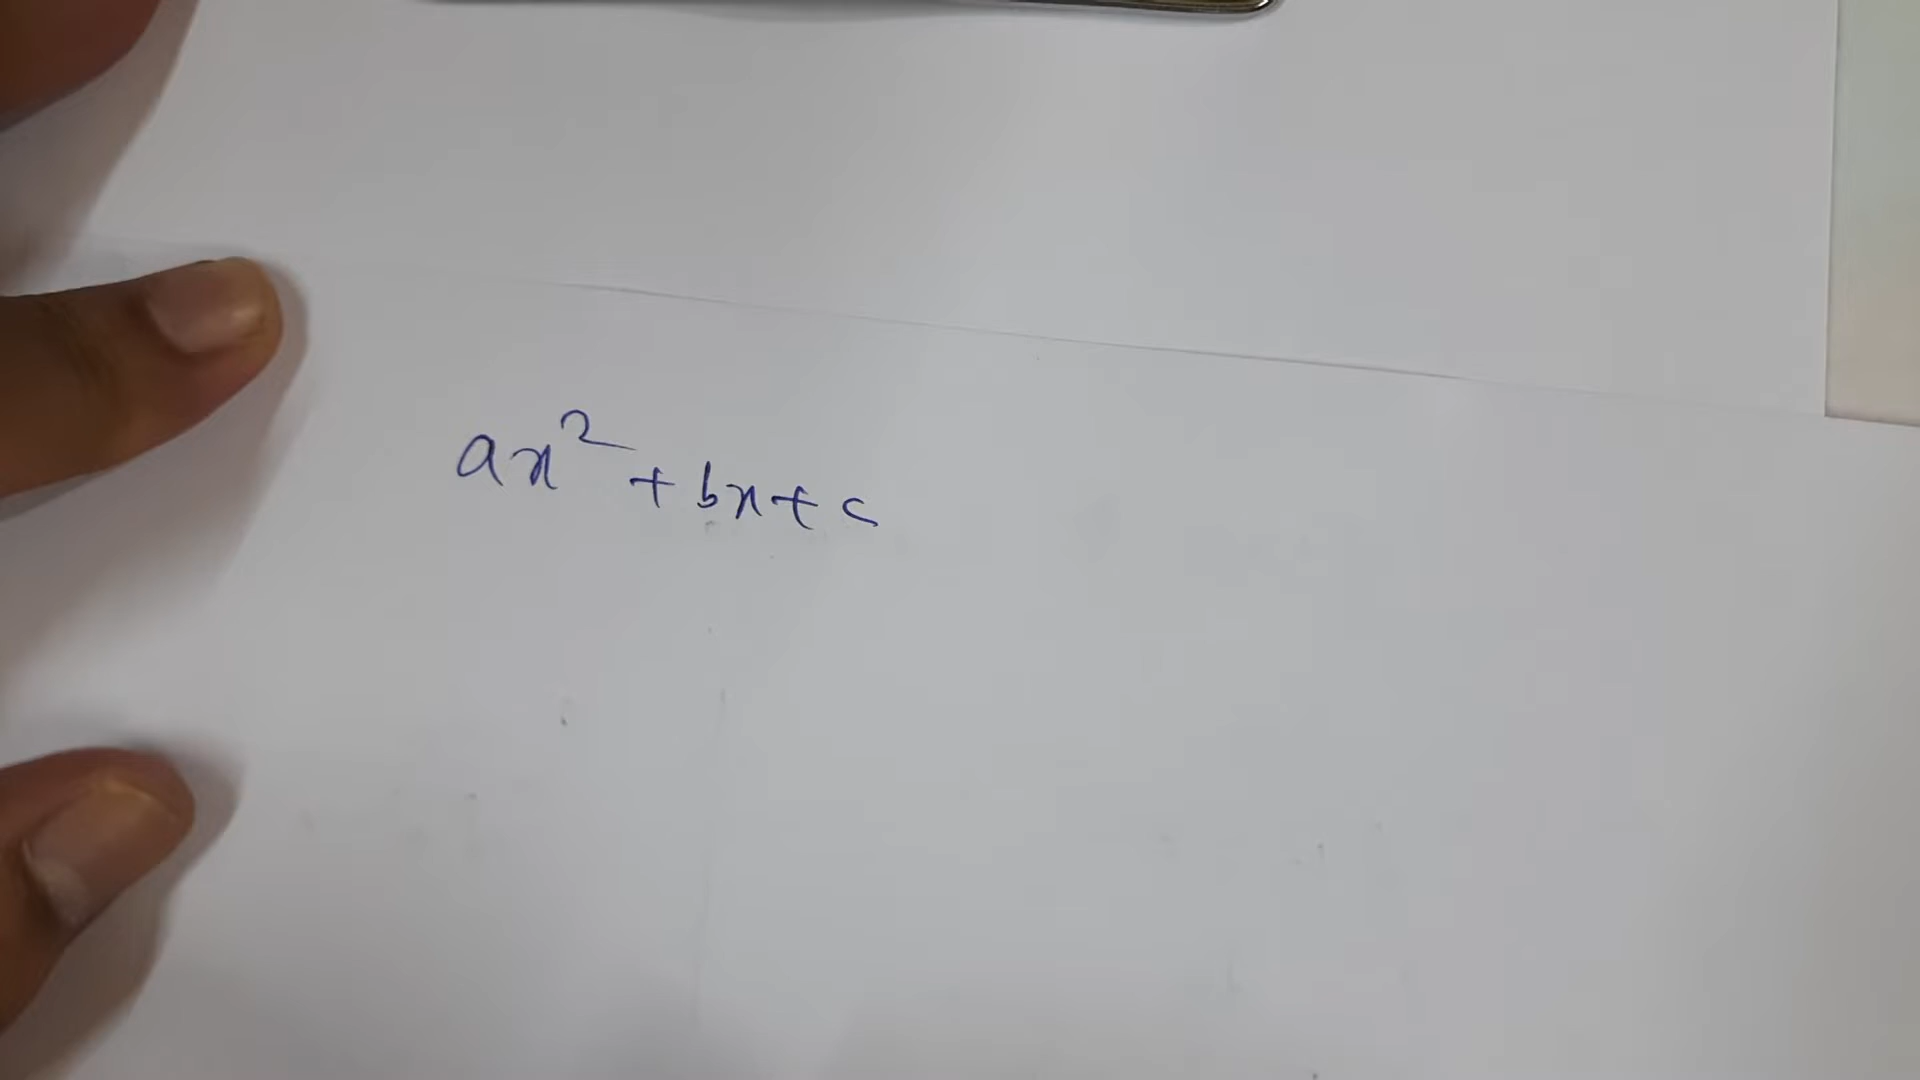 ax² + bx + c